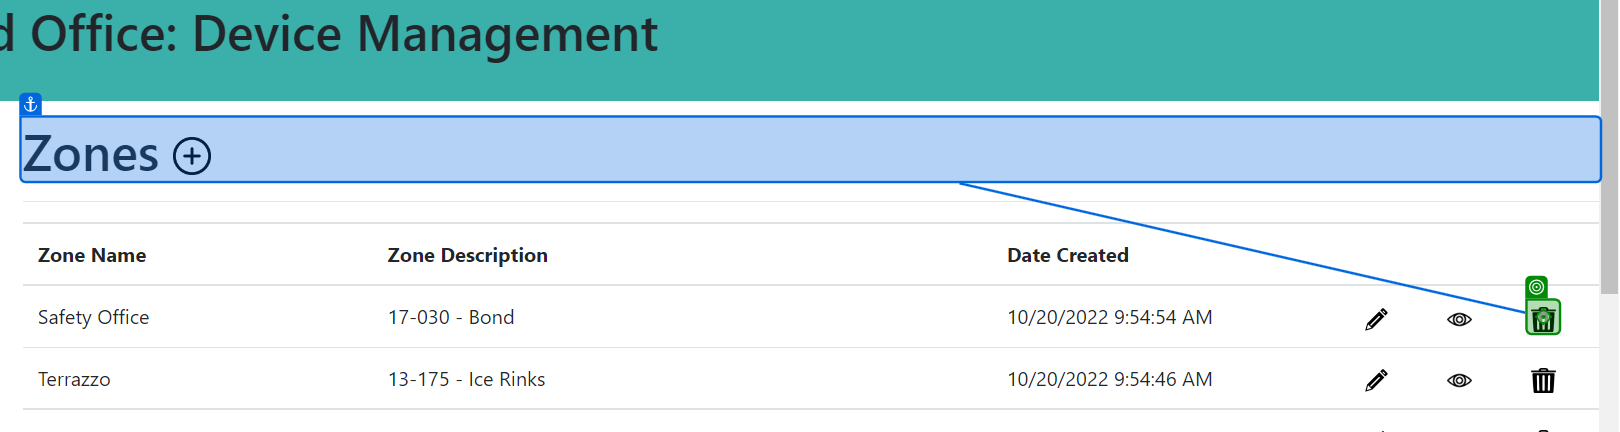 Office: Device Management
Zones
Zone Name Zone Description Date Created
Safety Office 17-030 - Bond 10/20/2022 9:54:54 AM
Terrazzo 13-175 - Ice Rinks 10/20/2022 9:54:46 AM